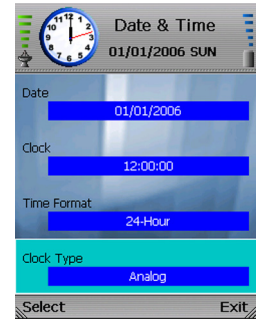 Date & Time
01/01/2006 SUN
Date
01/01/2006
Clock
12:00:00
Time Format
24-Hour
Clock Type
Analog
Select Exit